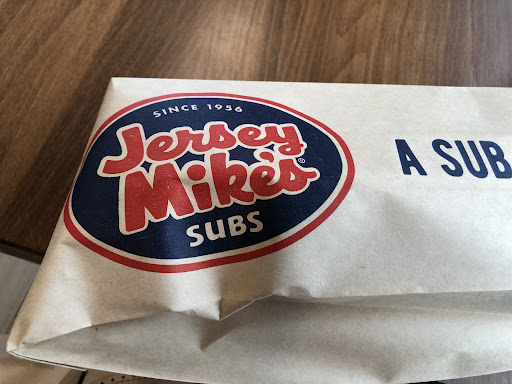 SINCE 1956
Jersey
Mike's®
SUBS
A SUB